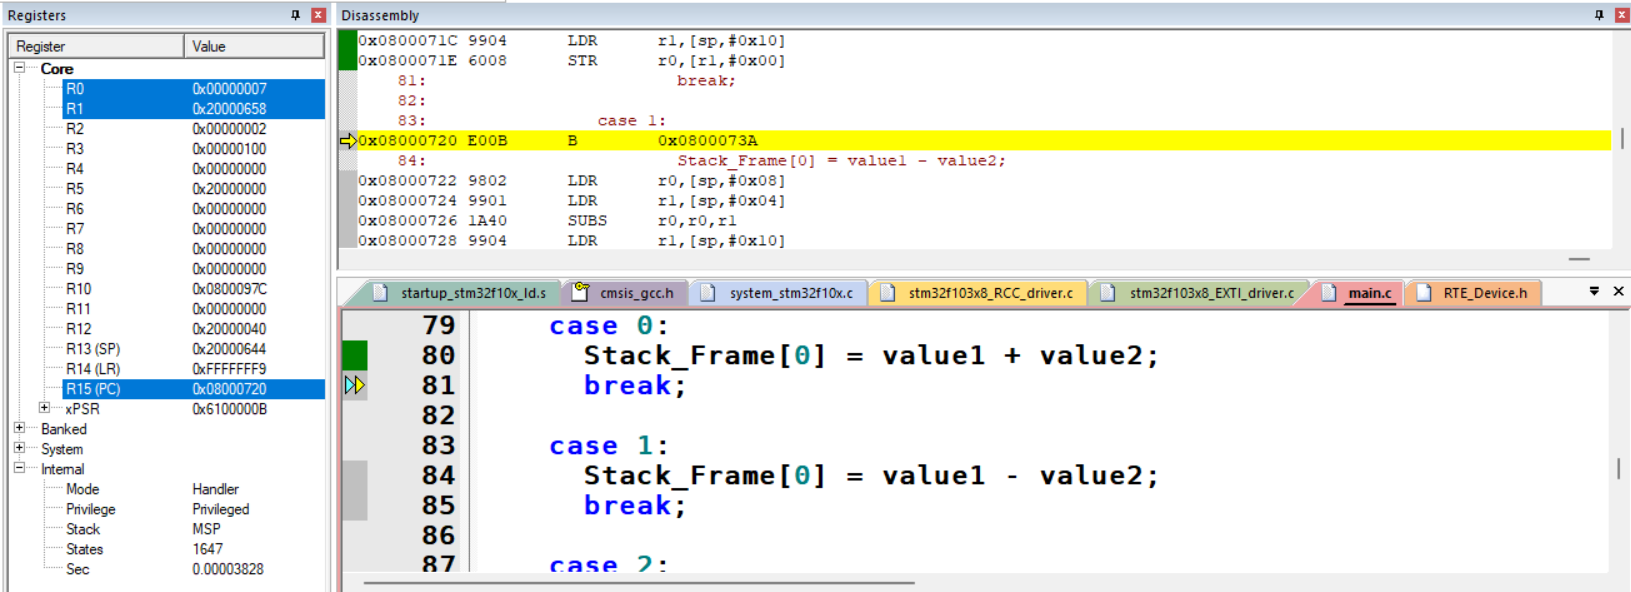 Registers
Register Value
Core
R0 0x00000007
R1 0x20000658
R2 0x00000002
R3 0x00000100
R4 0x00000000
R5 0x20000000
R6 0x00000000
R7 0x00000000
R8 0x00000000
R9 0x00000000
R10 0x0800097C
R11 0x00000000
R12 0x20000040
R13 (SP) 0x20000644
R14 (LR) 0xFFFFFFF9
R15 (PC) 0x08000720
xPSR 0x6100000B
Banked
System
Internal
Mode Handler
Privilege Privileged
Stack MSP
States 1647
Sec 0.00003828
Disassembly
0x0800071C 9904 LDR r1,[sp,#0x10]
0x0800071E 6008 STR r0,[r1,#0x00]
81: break;
82:
83: case 1:
0x08000720 E00B B 0x0800073A
84: Stack_Frame[0] = value1 - value2;
0x08000722 9802 LDR r0,[sp,#0x08]
0x08000724 9901 LDR r1,[sp,#0x04]
0x08000726 1A40 SUBS r0,r0,r1
0x08000728 9904 LDR r1,[sp,#0x10]
startup_stm32f10x_ld.s cmsis_gcc.h system_stm32f10x.c stm32f103x8_RCC_driver.c stm32f103x8_EXTI_driver.c main.c RTE_Device.h
79 case 0:
80 Stack_Frame[0] = value1 + value2;
81 break;
82
83 case 1:
84 Stack_Frame[0] = value1 - value2;
85 break;
86
87 case 2: